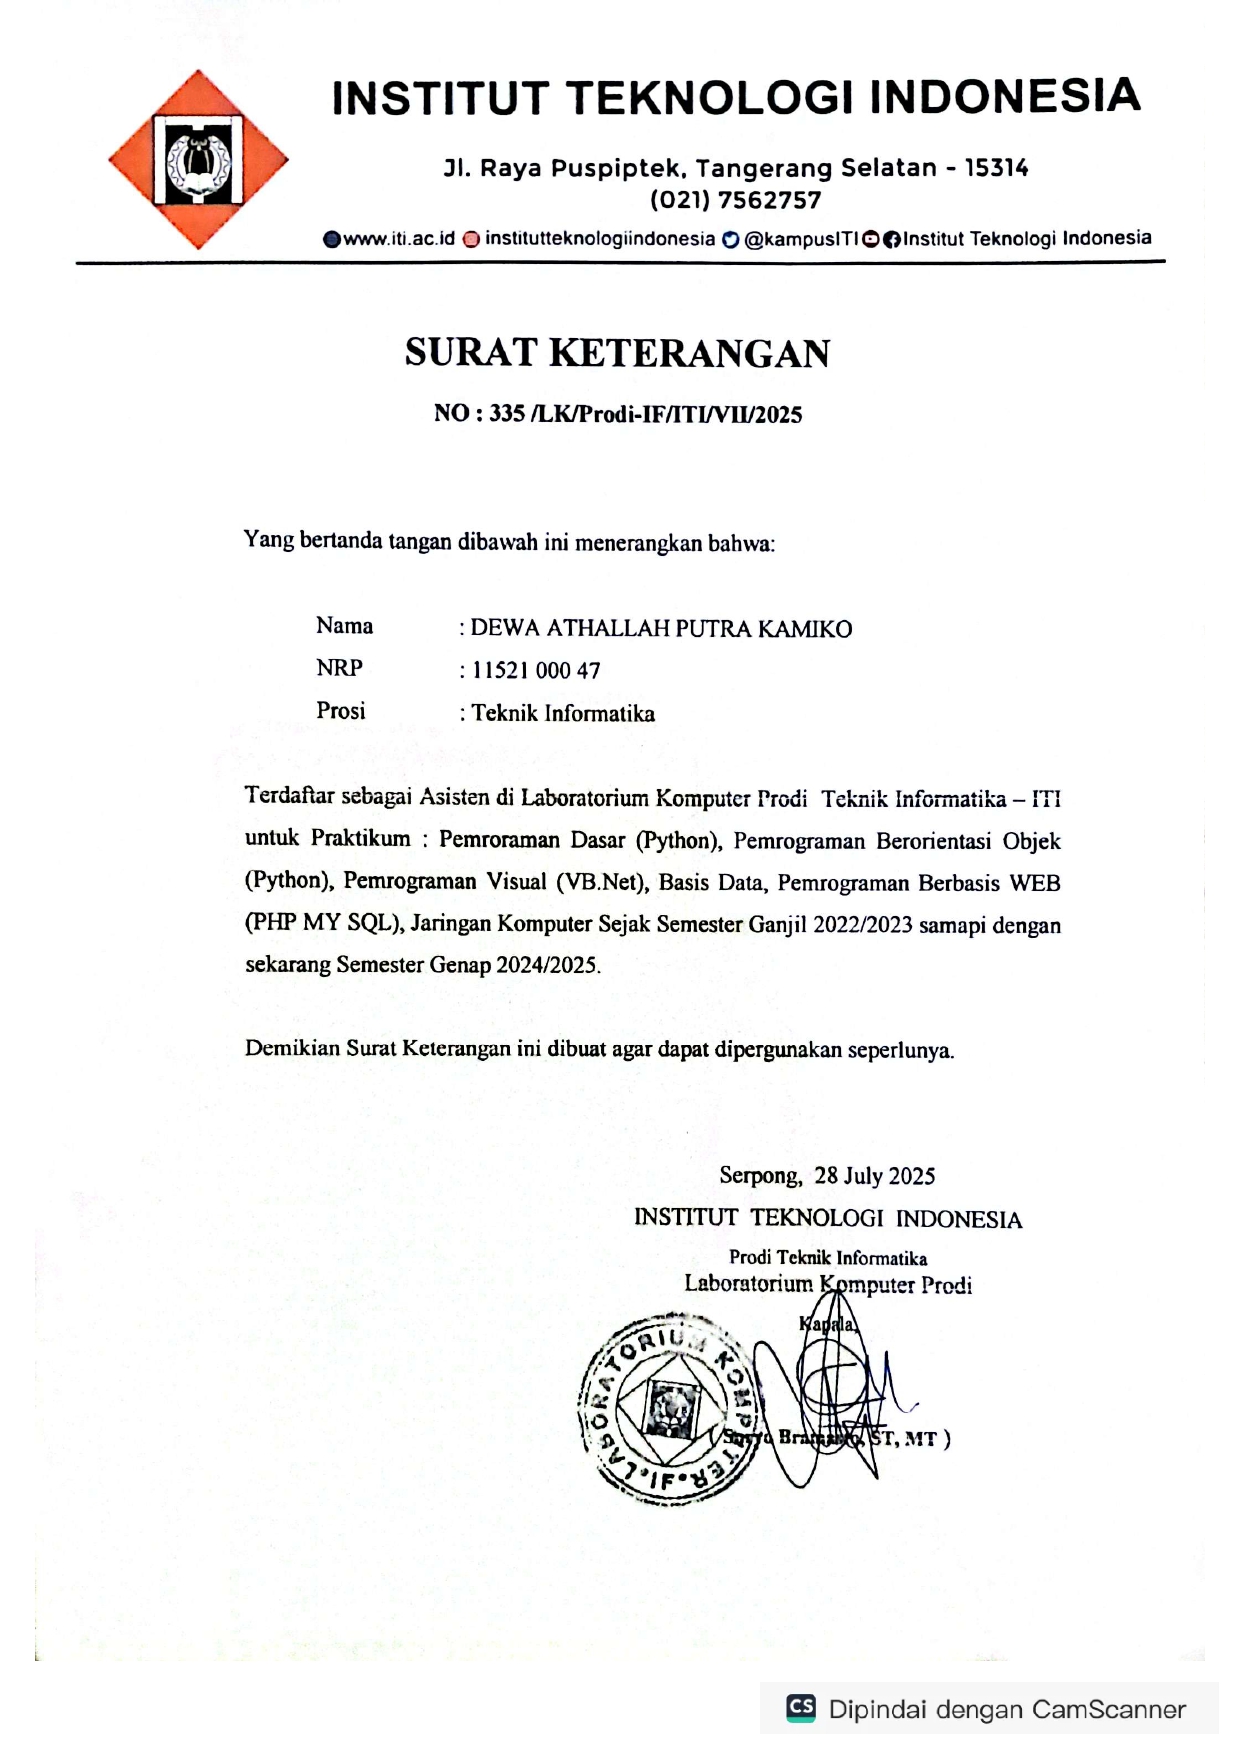 INSTITUT TEKNOLOGI INDONESIA
Jl. Raya Puspiptek, Tangerang Selatan - 15314
(021) 7562757
www.iti.ac.id institutteknologiindonesia @kampusITI Institut Teknologi Indonesia
SURAT KETERANGAN
NO : 335 /LK/Prodi-IF/ITI/VII/2025
Yang bertanda tangan dibawah ini menerangkan bahwa:
Nama : DEWA ATHALLAH PUTRA KAMIKO
NRP : 11521 000 47
Prosi : Teknik Informatika
Terdaftar sebagai Asisten di Laboratorium Komputer Prodi Teknik Informatika – ITI
untuk Praktikum : Pemroraman Dasar (Python), Pemrograman Berorientasi Objek
(Python), Pemrograman Visual (VB.Net), Basis Data, Pemrograman Berbasis WEB
(PHP MY SQL), Jaringan Komputer Sejak Semester Ganjil 2022/2023 samapi dengan
sekarang Semester Genap 2024/2025.
Demikian Surat Keterangan ini dibuat agar dapat dipergunakan seperlunya.
Serpong, 28 July 2025
INSTITUT TEKNOLOGI INDONESIA
Prodi Teknik Informatika
Laboratorium Komputer Prodi
Kapala,
LABORATORIUM KOMPUTER
( ST, MT )
CS Dipindai dengan CamScanner